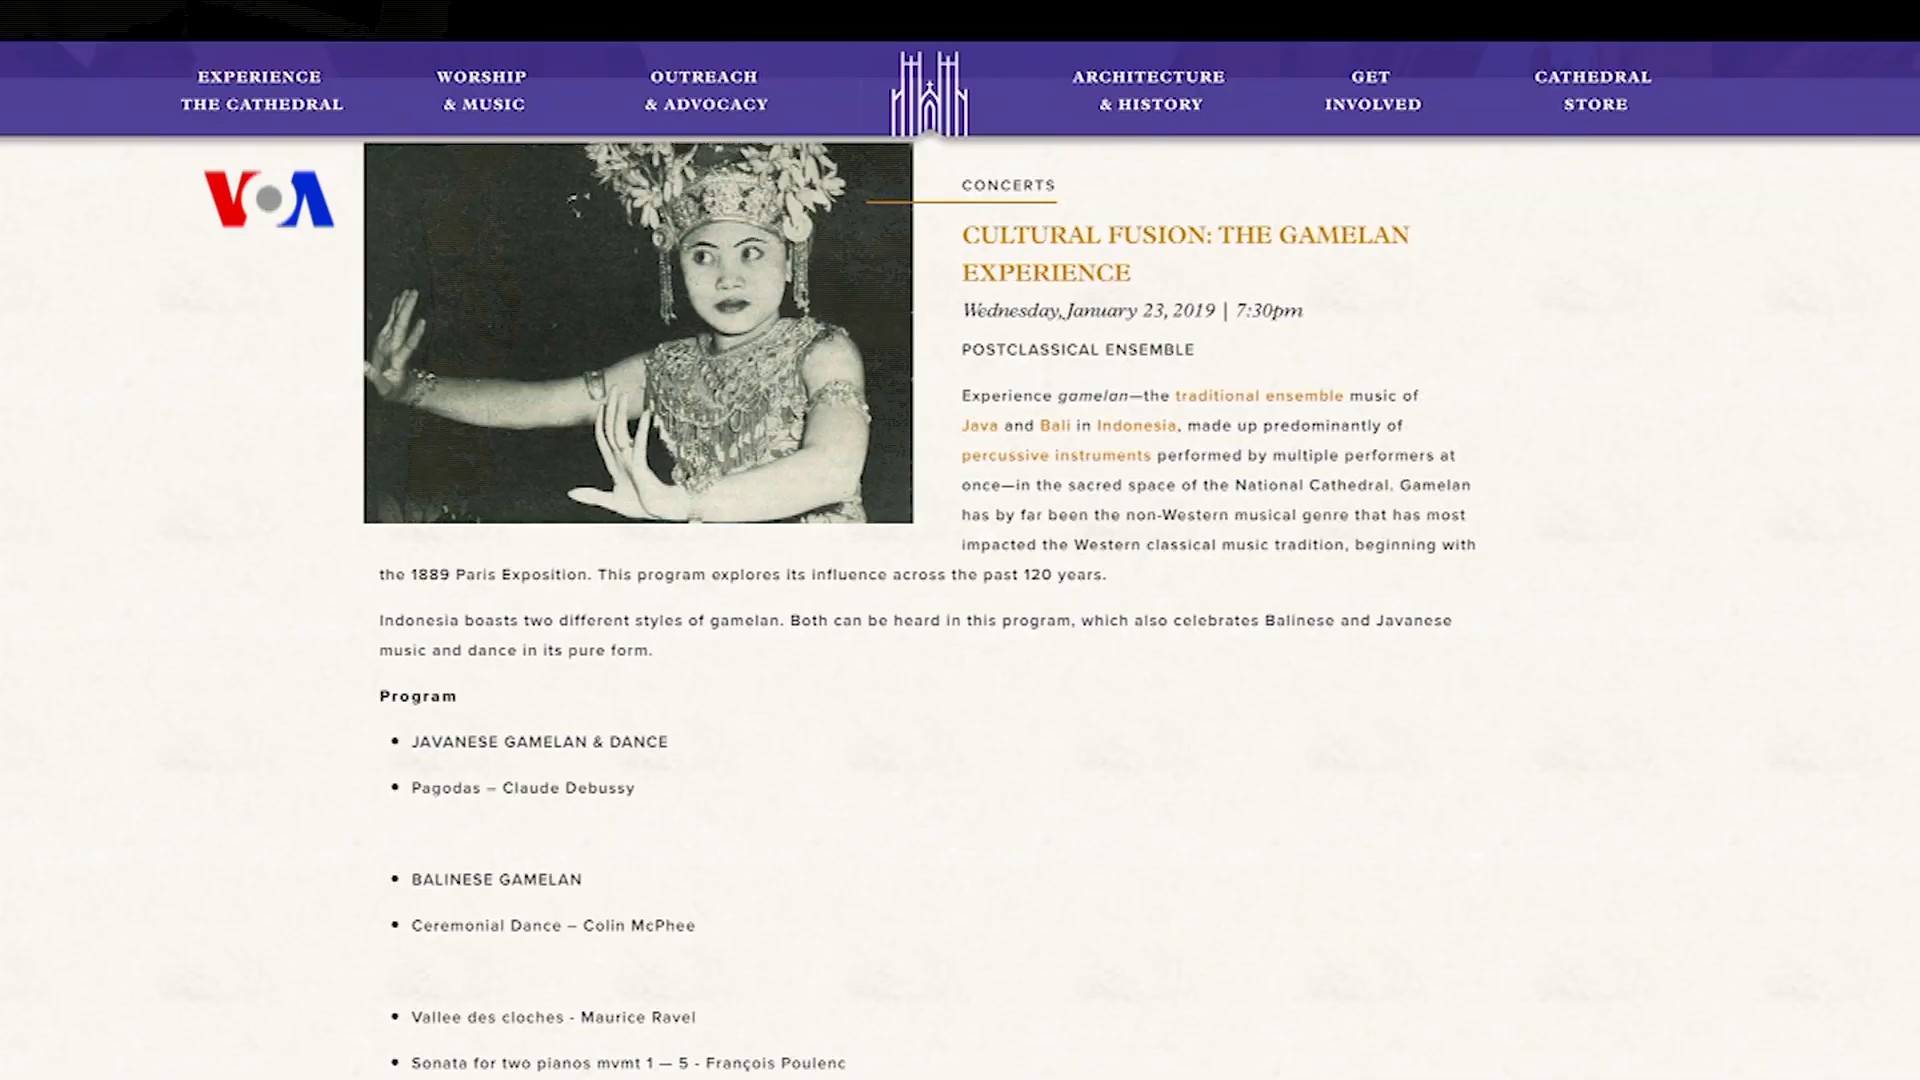 EXPERIENCE
THE CATHEDRAL
WORSHIP
& MUSIC
OUTREACH
& ADVOCACY
ARCHITECTURE
& HISTORY
GET
INVOLVED
CATHEDRAL
STORE
VOA
CONCERTS
CULTURAL FUSION: THE GAMELAN
EXPERIENCE
Wednesday, January 23, 2019 | 7:30pm
POSTCLASSICAL ENSEMBLE
Experience gamelan—the traditional ensemble music of
Java and Bali in Indonesia, made up predominantly of
percussive instruments performed by multiple performers at
once—in the sacred space of the National Cathedral. Gamelan
has by far been the non-Western musical genre that has most
impacted the Western classical music tradition, beginning with
the 1889 Paris Exposition. This program explores its influence across the past 120 years.
Indonesia boasts two different styles of gamelan. Both can be heard in this program, which also celebrates Balinese and Javanese
music and dance in its pure form.
Program
• JAVANESE GAMELAN & DANCE
• Pagodas – Claude Debussy
• BALINESE GAMELAN
• Ceremonial Dance – Colin McPhee
• Vallee des cloches - Maurice Ravel
• Sonata for two pianos mvmt 1 — 5 - François Poulenc